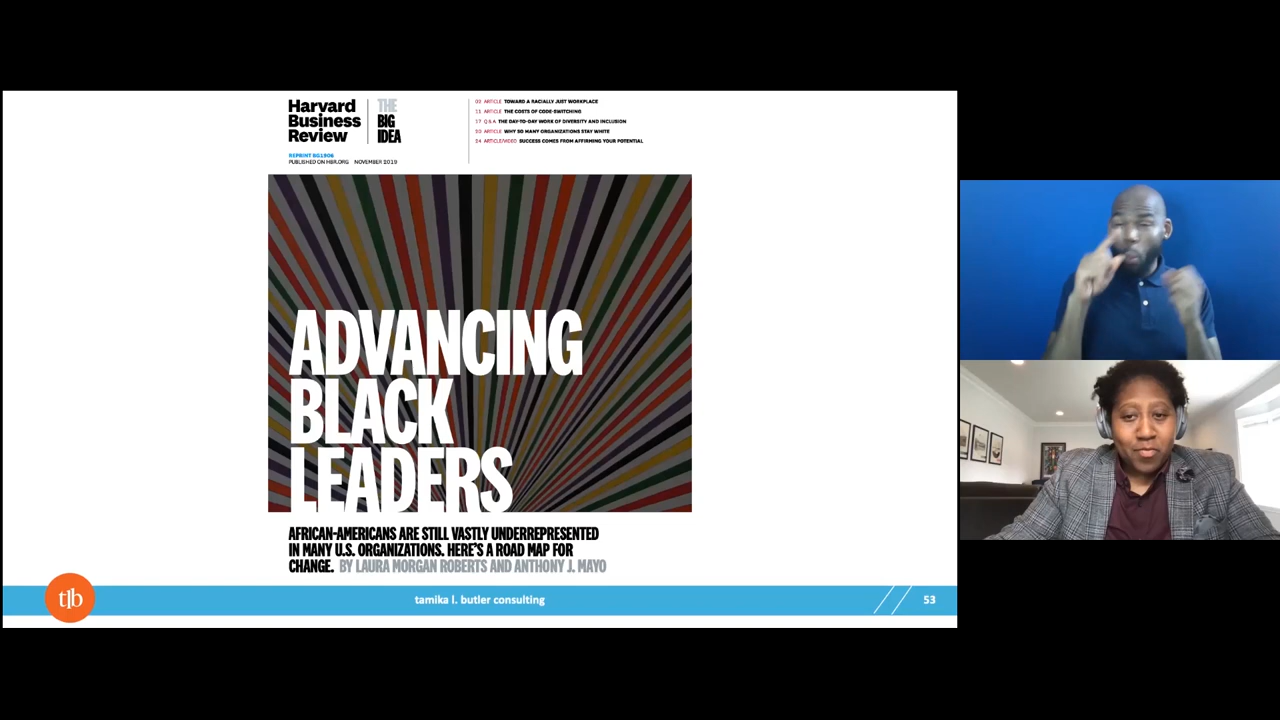 Harvard
Business
Review
THE
BIG
IDEA
REPRINT BG1906
PUBLISHED ON HBR.ORG NOVEMBER 2019
02 ARTICLE TOWARD A RACIALLY JUST WORKPLACE
11 ARTICLE THE COSTS OF CODE-SWITCHING
17 Q&A THE DAY-TO-DAY WORK OF DIVERSITY AND INCLUSION
20 ARTICLE WHY SO MANY ORGANIZATIONS STAY WHITE
24 ARTICLE/VIDEO SUCCESS COMES FROM AFFIRMING YOUR POTENTIAL
ADVANCING
BLACK
LEADERS
AFRICAN-AMERICANS ARE STILL VASTLY UNDERREPRESENTED
IN MANY U.S. ORGANIZATIONS. HERE'S A ROAD MAP FOR
CHANGE. BY LAURA MORGAN ROBERTS AND ANTHONY J. MAYO
tlb
tamika l. butler consulting
53